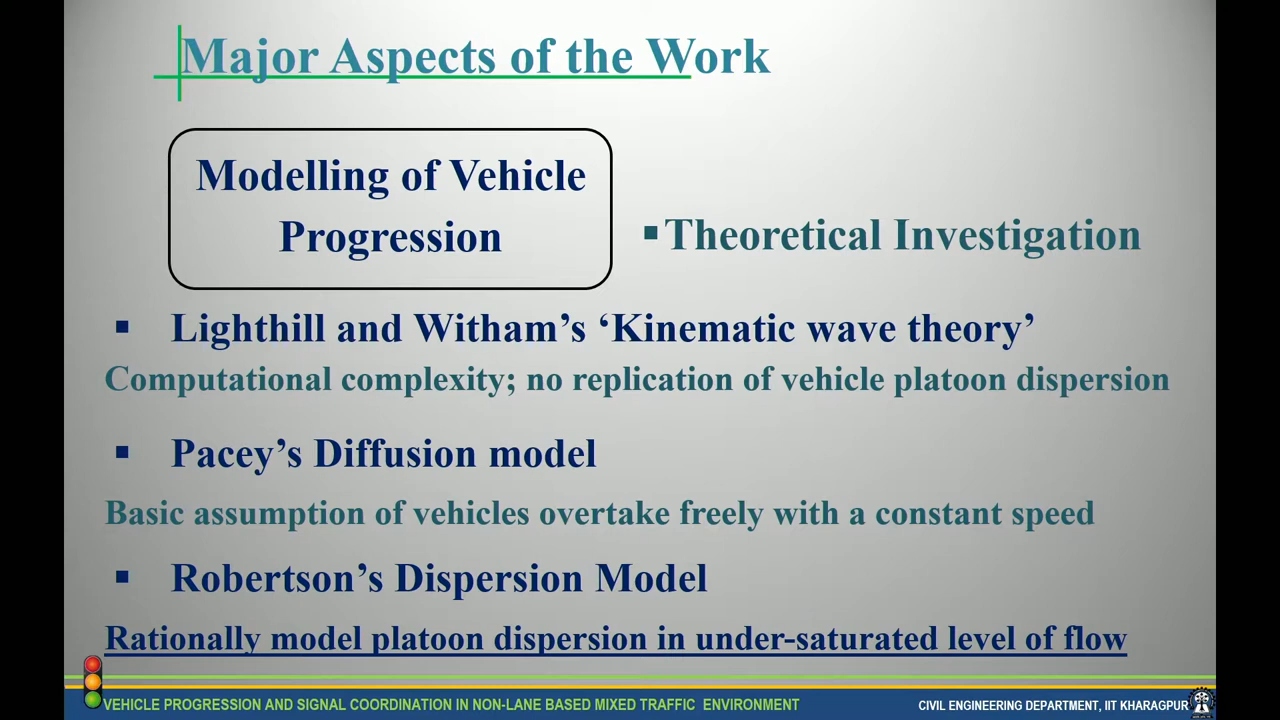 Major Aspects of the Work
Modelling of Vehicle
Progression
▪Theoretical Investigation
▪ Lighthill and Witham’s ‘Kinematic wave theory’
Computational complexity; no replication of vehicle platoon dispersion
▪ Pacey’s Diffusion model
Basic assumption of vehicles overtake freely with a constant speed
▪ Robertson’s Dispersion Model
Rationally model platoon dispersion in under-saturated level of flow
VEHICLE PROGRESSION AND SIGNAL COORDINATION IN NON-LANE BASED MIXED TRAFFIC ENVIRONMENT
CIVIL ENGINEERING DEPARTMENT, IIT KHARAGPUR